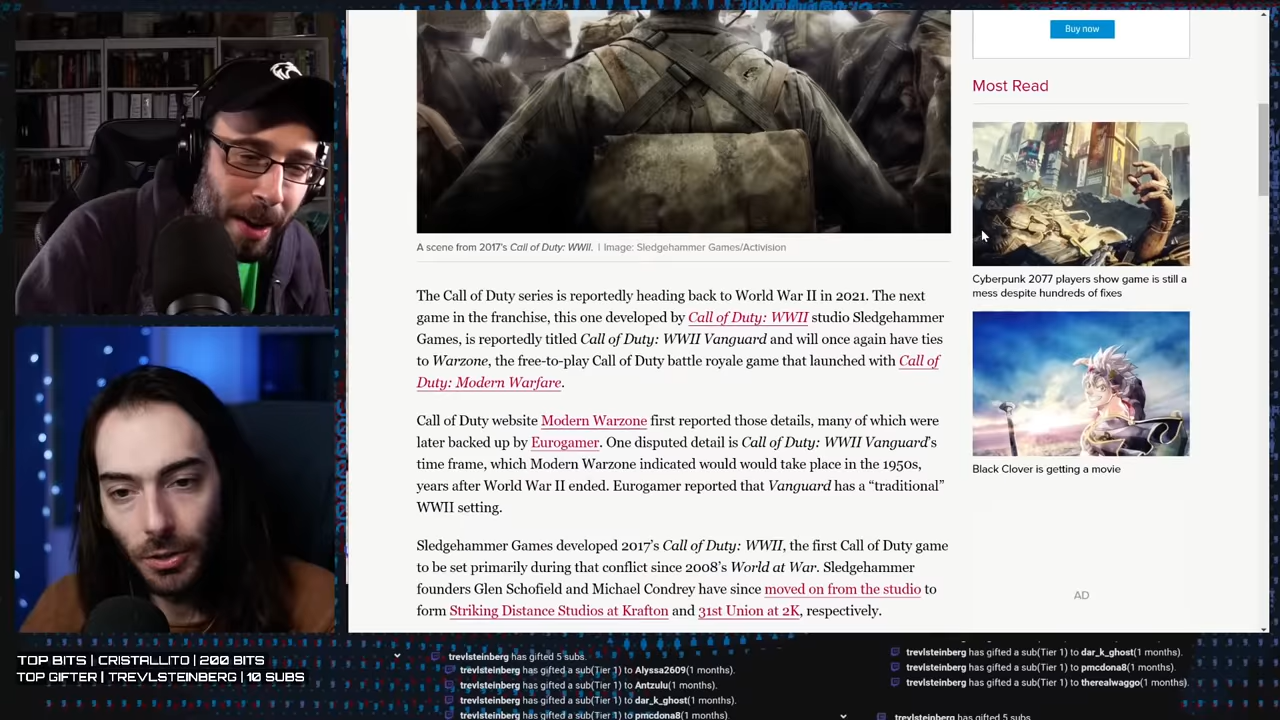 Buy now
Most Read
A scene from 2017's Call of Duty: WWII. | Image: Sledgehammer Games/Activision
Cyberpunk 2077 players show game is still a
mess despite hundreds of fixes
The Call of Duty series is reportedly heading back to World War II in 2021. The next
game in the franchise, this one developed by Call of Duty: WWII studio Sledgehammer
Games, is reportedly titled Call of Duty: WWII Vanguard and will once again have ties
to Warzone, the free-to-play Call of Duty battle royale game that launched with Call of
Duty: Modern Warfare.
Call of Duty website Modern Warzone first reported those details, many of which were
later backed up by Eurogamer. One disputed detail is Call of Duty: WWII Vanguard's
time frame, which Modern Warzone indicated would would take place in the 1950s,
years after World War II ended. Eurogamer reported that Vanguard has a “traditional”
WWII setting.
Black Clover is getting a movie
Sledgehammer Games developed 2017’s Call of Duty: WWII, the first Call of Duty game
to be set primarily during that conflict since 2008’s World at War. Sledgehammer
founders Glen Schofield and Michael Condrey have since moved on from the studio to
form Striking Distance Studios at Krafton and 31st Union at 2K, respectively.
AD
TOP BITS | CRISTALLITO | 200 BITS
TOP GIFTER | TREVLSTEINBERG | 10 SUBS
trevlsteinberg has gifted 5 subs.
trevlsteinberg has gifted a sub(Tier 1) to Alyssa2609(1 months).
trevlsteinberg has gifted a sub(Tier 1) to Antzulu(1 months).
trevlsteinberg has gifted a sub(Tier 1) to dar_k_ghost(1 months).
trevlsteinberg has gifted a sub(Tier 1) to pmcdona8(1 months).
trevlsteinberg has gifted a sub(Tier 1) to dar_k_ghost(1 months).
trevlsteinberg has gifted a sub(Tier 1) to pmcdona8(1 months).
trevlsteinberg has gifted a sub(Tier 1) to therealwaggo(1 months).
trevlsteinberg has gifted 5 subs